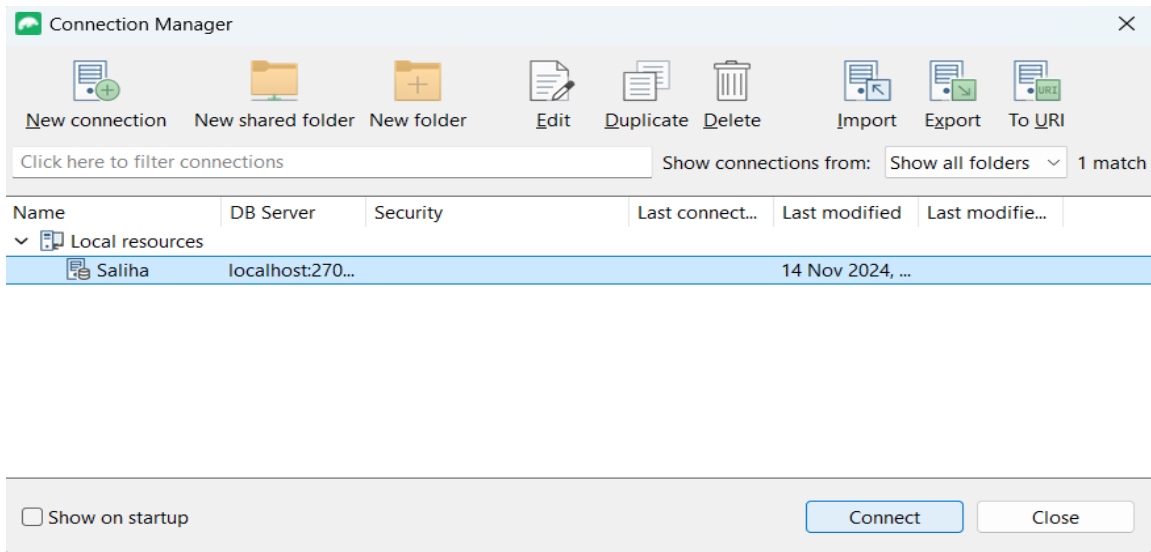 Connection Manager
New connection New shared folder New folder Edit Duplicate Delete Import Export To URI
URI
Click here to filter connections Show connections from: Show all folders 1 match
Name DB Server Security Last connect... Last modified Last modifie...
Local resources
Saliha localhost:270... 14 Nov 2024, ...
Show on startup Connect Close